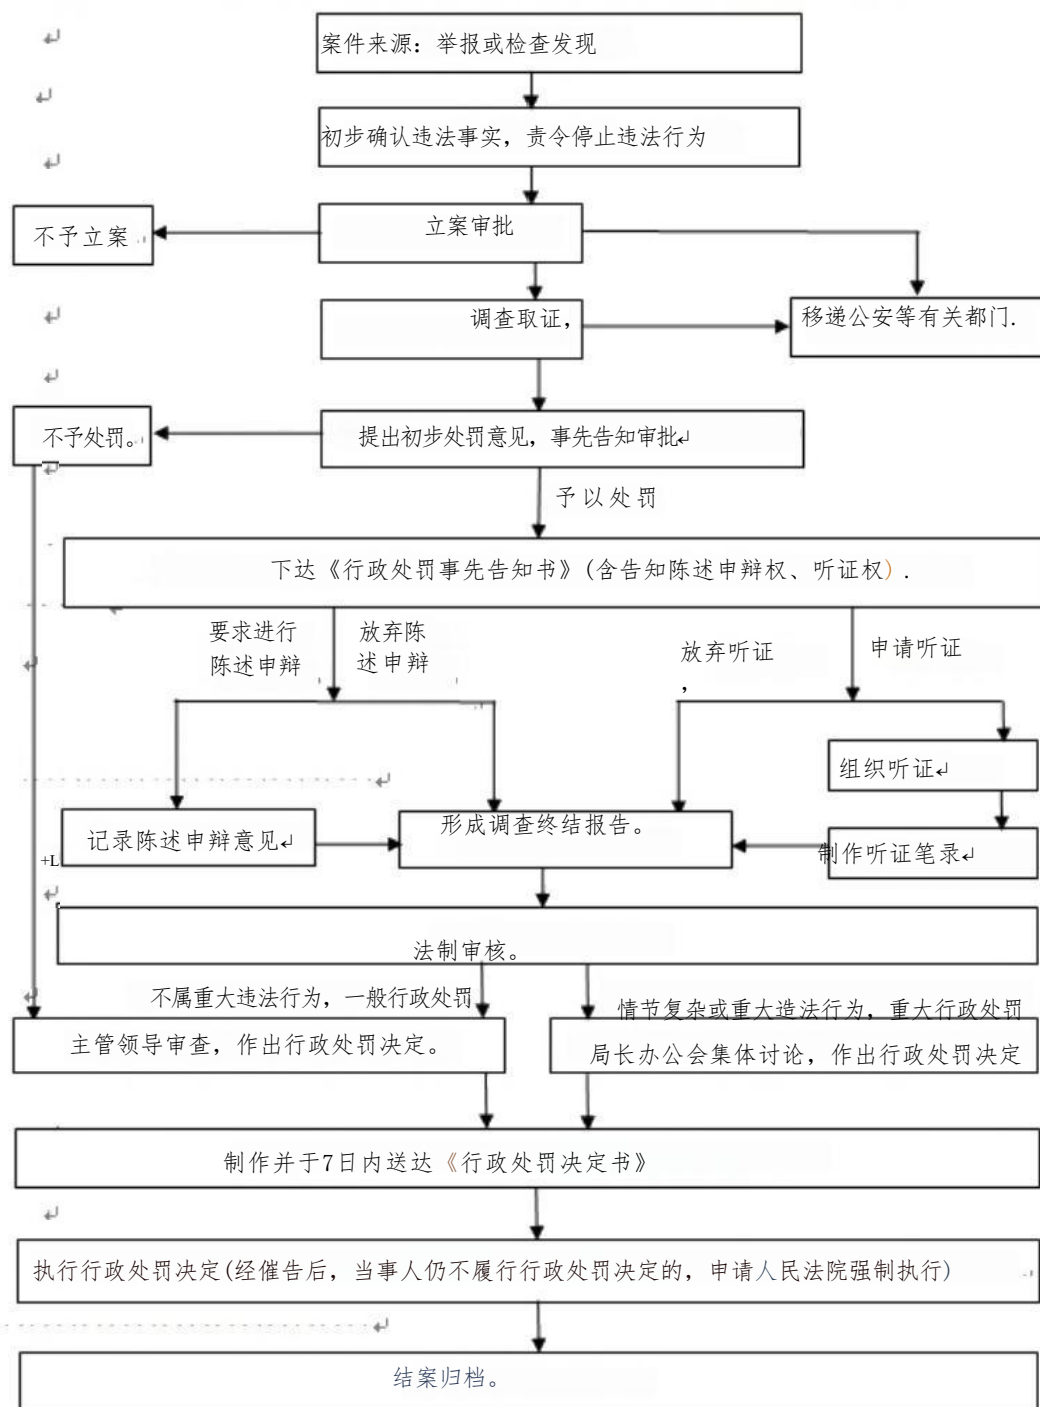 案件来源：举报或检查发现
初步确认违法事实，责令停止违法行为
不予立案
立案审批
调查取证，
移递公安等有关都门.
不予处罚。
提出初步处罚意见，事先告知审批↲
予以处罚
下达《行政处罚事先告知书》(含告知陈述申辩权、听证权）.
要求进行
陈述申辩
放弃陈
述申辩
放弃听证
，
申请听证
组织听证↲
记录陈述申辩意见↲
形成调查终结报告。
制作听证笔录↲
+L
法制审核。
不属重大违法行为，一般行政处罚
情节复杂或重大造法行为，重大行政处罚
主管领导审查，作出行政处罚决定。
局长办公会集体讨论，作出行政处罚决定
制作并于7日内送达《行政处罚决定书》
执行行政处罚决定(经催告后，当事人仍不履行行政处罚决定的，申请人民法院强制执行)
结案归档。